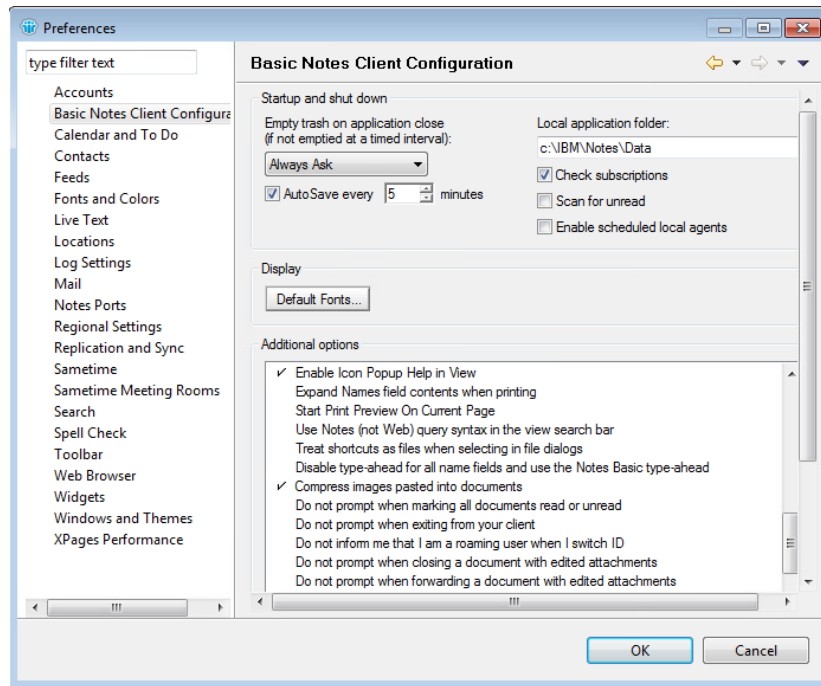 Preferences
type filter text
Accounts
Basic Notes Client Configura
Calendar and To Do
Contacts
Feeds
Fonts and Colors
Live Text
Locations
Log Settings
Mail
Notes Ports
Regional Settings
Replication and Sync
Sametime
Sametime Meeting Rooms
Search
Spell Check
Toolbar
Web Browser
Widgets
Windows and Themes
XPages Performance
Basic Notes Client Configuration
Startup and shut down
Empty trash on application close
(if not emptied at a timed interval):
Always Ask
AutoSave every 5 minutes
Local application folder:
c:\IBM\Notes\Data
Check subscriptions
Scan for unread
Enable scheduled local agents
Display
Default Fonts...
Additional options
Enable Icon Popup Help in View
Expand Names field contents when printing
Start Print Preview On Current Page
Use Notes (not Web) query syntax in the view search bar
Treat shortcuts as files when selecting in file dialogs
Disable type-ahead for all name fields and use the Notes Basic type-ahead
Compress images pasted into documents
Do not prompt when marking all documents read or unread
Do not prompt when exiting from your client
Do not inform me that I am a roaming user when I switch ID
Do not prompt when closing a document with edited attachments
Do not prompt when forwarding a document with edited attachments
OK
Cancel